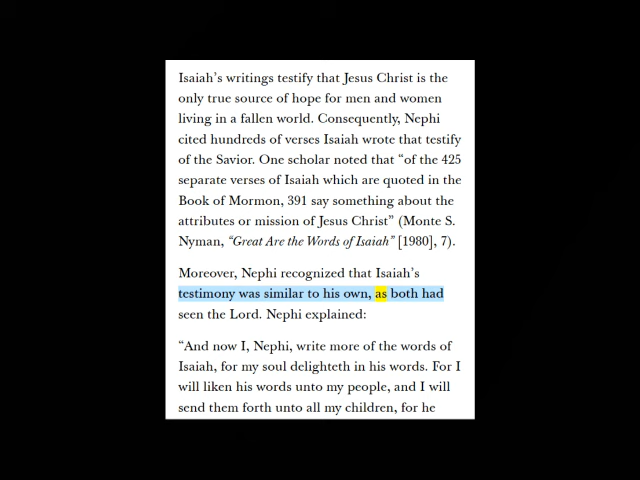 Isaiah’s writings testify that Jesus Christ is the
only true source of hope for men and women
living in a fallen world. Consequently, Nephi
cited hundreds of verses Isaiah wrote that testify
of the Savior. One scholar noted that “of the 425
separate verses of Isaiah which are quoted in the
Book of Mormon, 391 say something about the
attributes or mission of Jesus Christ” (Monte S.
Nyman, “Great Are the Words of Isaiah” [1980], 7).
Moreover, Nephi recognized that Isaiah’s
testimony was similar to his own, as both had
seen the Lord. Nephi explained:
“And now I, Nephi, write more of the words of
Isaiah, for my soul delighteth in his words. For I
will liken his words unto my people, and I will
send them forth unto all my children, for he